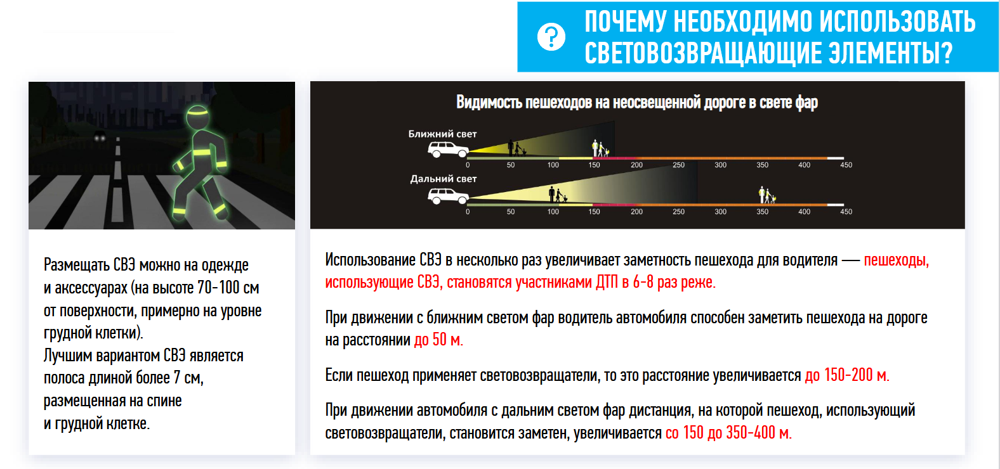 ПОЧЕМУ НЕОБХОДИМО ИСПОЛЬЗОВАТЬ
СВЕТОВОЗВРАЩАЮЩИЕ ЭЛЕМЕНТЫ?
Размещать СВЭ можно на одежде
и аксессуарах (на высоте 70-100 см
от поверхности, примерно на уровне
грудной клетки).
Лучшим вариантом СВЭ является
полоса длиной более 7 см,
размещенная на спине
и грудной клетке.
Видимость пешеходов на неосвещенной дороге в свете фар
Ближний свет
0 50 100 150 200 250 300 350 400 450
Дальний свет
0 50 100 150 200 250 300 350 400 450
Использование СВЭ в несколько раз увеличивает заметность пешехода для водителя — пешеходы,
использующие СВЭ, становятся участниками ДТП в 6-8 раз реже.
При движении с ближним светом фар водитель автомобиля способен заметить пешехода на дороге
на расстоянии до 50 м.
Если пешеход применяет световозвращатели, то это расстояние увеличивается до 150-200 м.
При движении автомобиля с дальним светом фар дистанция, на которой пешеход, использующий
световозвращатели, становится заметен, увеличивается со 150 до 350-400 м.